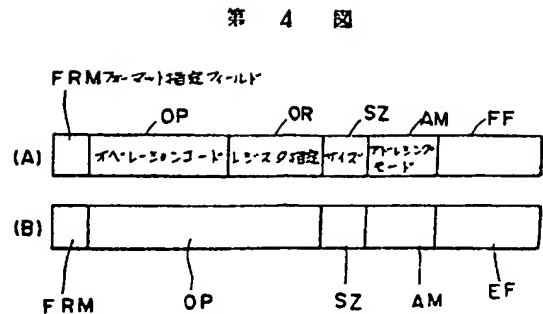 第 4 図
FRMフォーマット指定フィールド
OP OR SZ AM FF
(A) オペレーションコード レジスタ指定 サイズ アドレシングモード
(B)
FRM OP SZ AM EF